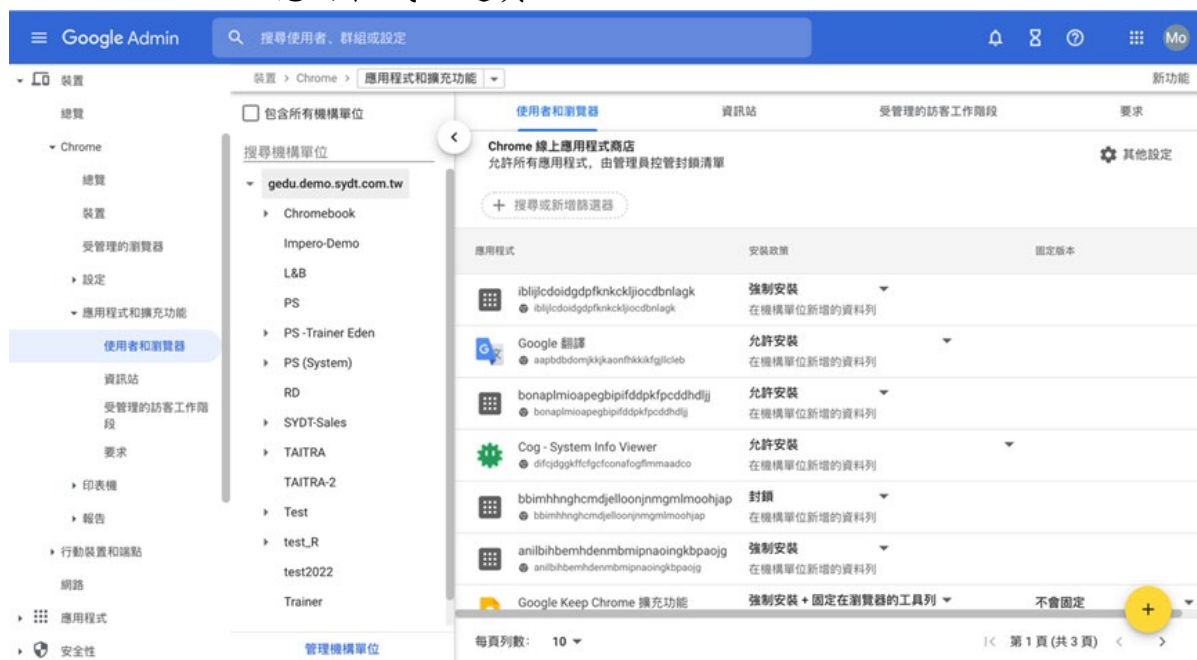 Google Admin
搜尋使用者、群組或設定
Mo
裝置
總覽
Chrome
總覽
裝置
受管理的瀏覽器
設定
應用程式和擴充功能
使用者和瀏覽器
資訊站
受管理的訪客工作階
段
要求
印表機
報告
行動裝置和端點
網路
應用程式
安全性
裝置 > Chrome > 應用程式和擴充功能
新功能
包含所有機構單位
搜尋機構單位
gedu.demo.sydt.com.tw
Chromebook
Impero-Demo
L&B
PS
PS -Trainer Eden
PS (System)
RD
SYDT-Sales
TAITRA
TAITRA-2
Test
test_R
test2022
Trainer
管理機構單位
使用者和瀏覽器 資訊站 受管理的訪客工作階段 要求
Chrome 線上應用程式商店
允許所有應用程式，由管理員控管封鎖清單
其他設定
+ 搜尋或新增篩選器
應用程式 安裝政策 固定版本
iblijlcdoidgdpfknkckljiocdbnlagk 強制安裝
iblijlcdoidgdpfknkckljiocdbnlagk 在機構單位新增的資料列
Google 翻譯 允許安裝
aapbdbdomjkkjkaonfhkkikfgjllcleb 在機構單位新增的資料列
bonaplmioapegbipifddpkfpcddhdljj 允許安裝
bonaplmioapegbipifddpkfpcddhdljj 在機構單位新增的資料列
Cog - System Info Viewer 允許安裝
difcjdggkffcfgcfconafogflmmaadco 在機構單位新增的資料列
bbimhhnghcmdjelloonjnmgmlmoohjap 封鎖
bbimhhnghcmdjelloonjnmgmlmoohjap 在機構單位新增的資料列
anilbihbemhdenmbmipnaoingkbpaojg 強制安裝
anilbihbemhdenmbmipnaoingkbpaojg 在機構單位新增的資料列
Google Keep Chrome 擴充功能 強制安裝 + 固定在瀏覽器的工具列 不會固定
每頁列數： 10 第 1 頁 (共 3 頁)